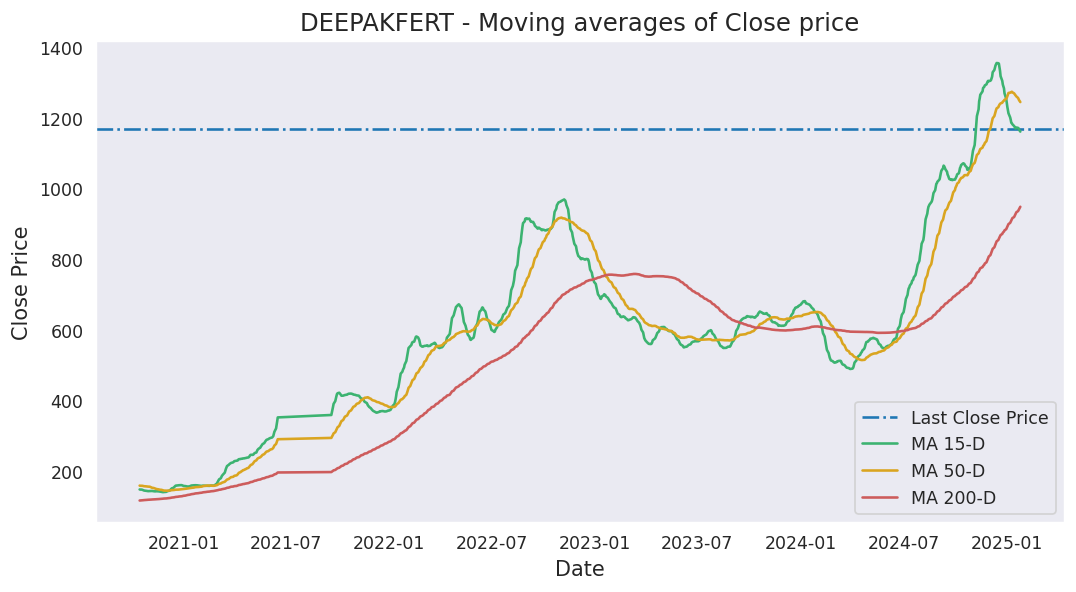 DEEPAKFERT - Moving averages of Close price
1400
1200
1000
800
600
400
200
Close Price
2021-01 2021-07 2022-01 2022-07 2023-01 2023-07 2024-01 2024-07 2025-01
Date
Last Close Price
MA 15-D
MA 50-D
MA 200-D